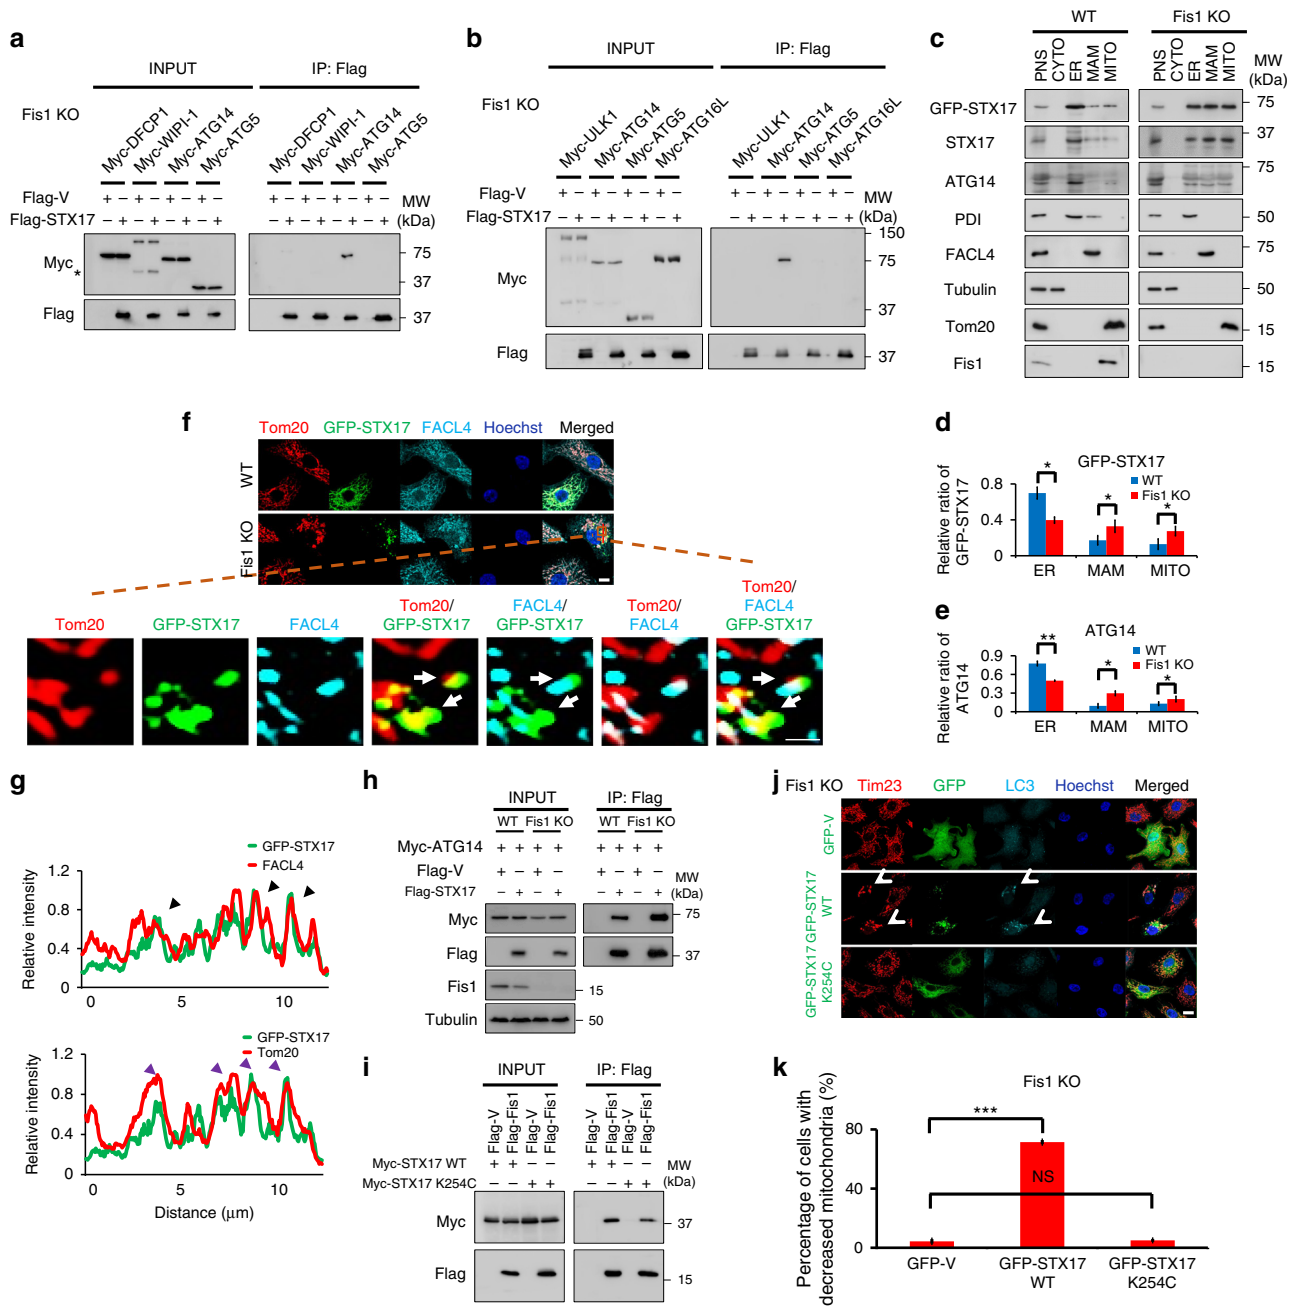 a
INPUT
IP: Flag
Fis1 KO
Myc-DFCP1
Myc-WIPI-1
Myc-ATG14
Myc-ATG5
Myc-DFCP1
Myc-WIPI-1
Myc-ATG14
Myc-ATG5
Flag-V + − + − + − + − + − + − + − + − MW
Flag-STX17 − + − + − + − + − + − + − + − + (kDa)
Myc
*
75
37
Flag
37
b
INPUT
IP: Flag
Fis1 KO
Myc-ULK1
Myc-ATG14
Myc-ATG5
Myc-ATG16L
Myc-ULK1
Myc-ATG14
Myc-ATG5
Myc-ATG16L
Flag-V + − + − + − + − + − + − + − + − MW
Flag-STX17 − + − + − + − + − + − + − + − + (kDa)
150
Myc
75
37
Flag
37
c
WT
Fis1 KO
PNS CYTO ER MAM MITO PNS CYTO ER MAM MITO
MW
(kDa)
GFP-STX17 75
STX17 37
ATG14 75
PDI 50
FACL4 75
Tubulin 50
Tom20 15
Fis1 15
d
GFP-STX17
WT
Fis1 KO
Relative ratio of
GFP-STX17
0.8
0.4
0
* * *
ER MAM MITO
e
ATG14
WT
Fis1 KO
Relative ratio of
ATG14
0.9
0.6
0.3
0
** * *
ER MAM MITO
f
Tom20 GFP-STX17 FACL4 Hoechst Merged
WT
Fis1 KO
Tom20
GFP-STX17
FACL4
Tom20/
GFP-STX17
FACL4/
GFP-STX17
Tom20/
FACL4
Tom20/
FACL4
GFP-STX17
g
GFP-STX17
FACL4
Relative intensity
1.2
0.8
0.4
0
0 5 10
GFP-STX17
Tom20
Relative intensity
1.2
0.8
0.4
0
0 5 10
Distance (μm)
h
INPUT
IP: Flag
WT Fis1 KO WT Fis1 KO
Myc-ATG14 + + + + + + + +
Flag-V + − + − + − + −
Flag-STX17 − + − + − + − +
MW
(kDa)
Myc 75
Flag 37
Fis1 15
Tubulin 50
i
INPUT
IP: Flag
Flag-V Flag-Fis1 Flag-V Flag-Fis1 Flag-V Flag-Fis1 Flag-V Flag-Fis1
Myc-STX17 WT + + − − + + − − MW
Myc-STX17 K254C − − + + − − + + (kDa)
Myc 37
Flag 15
j
Fis1 KO Tim23 GFP LC3 Hoechst Merged
GFP-V
GFP-STX17
WT
GFP-STX17
K254C
k
Fis1 KO
Percentage of cells with
decreased mitochondria (%)
80
40
0
***
NS
GFP-V
GFP-STX17
WT
GFP-STX17
K254C